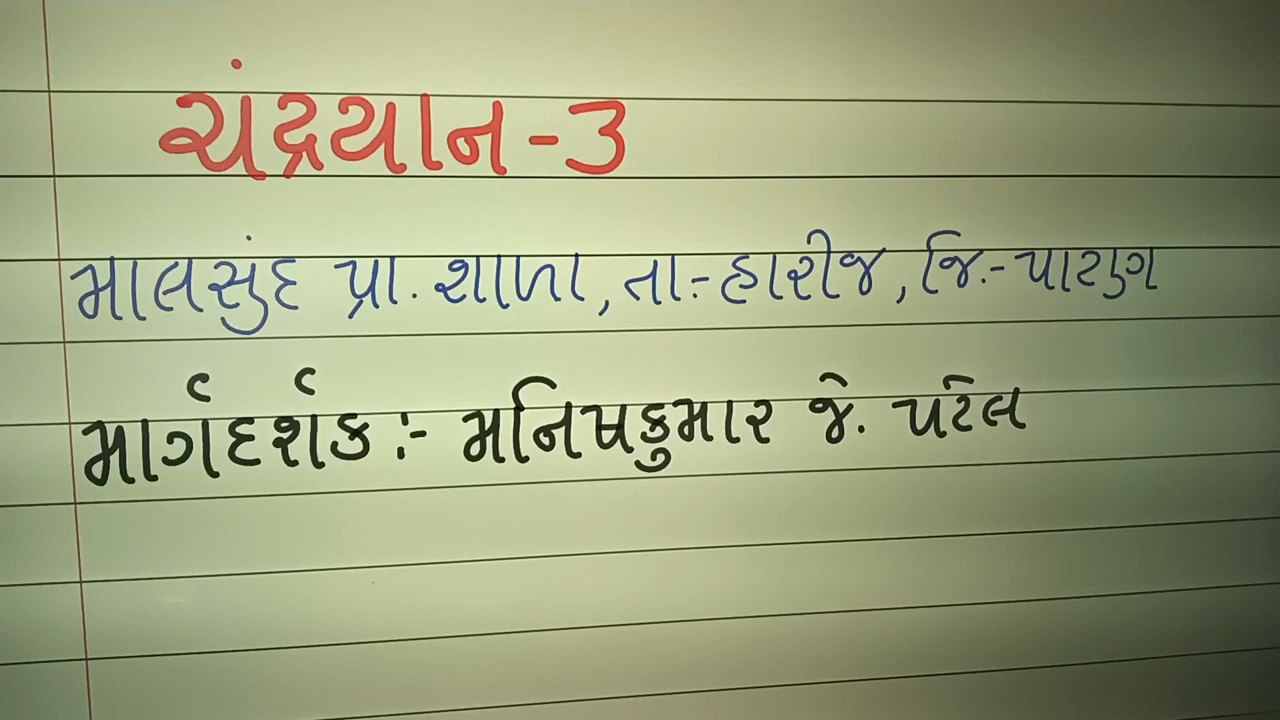 ચંદ્રયાન-3
માલસુંદ પ્રા. શાળા, તા:- હારીજ, જિ:- પાટણ
માર્ગદર્શક :- મનિષકુમાર જે. પટેલ